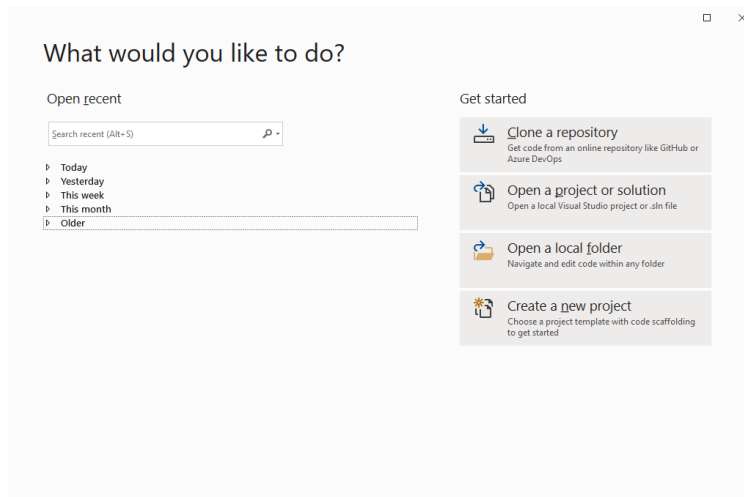 What would you like to do?
Open recent
Search recent (Alt+S)
Today
Yesterday
This week
This month
Older
Get started
Clone a repository
Get code from an online repository like GitHub or
Azure DevOps
Open a project or solution
Open a local Visual Studio project or .sln file
Open a local folder
Navigate and edit code within any folder
Create a new project
Choose a project template with code scaffolding
to get started